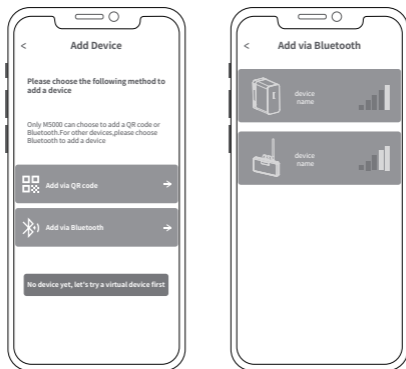 < Add Device
Please choose the following method to
add a device
Only M5000 can choose to add a QR code or
Bluetooth.For other devices,please choose
Bluetooth to add a device
Add via QR code
Add via Bluetooth
No device yet, let's try a virtual device first
< Add via Bluetooth
device
name
device
name